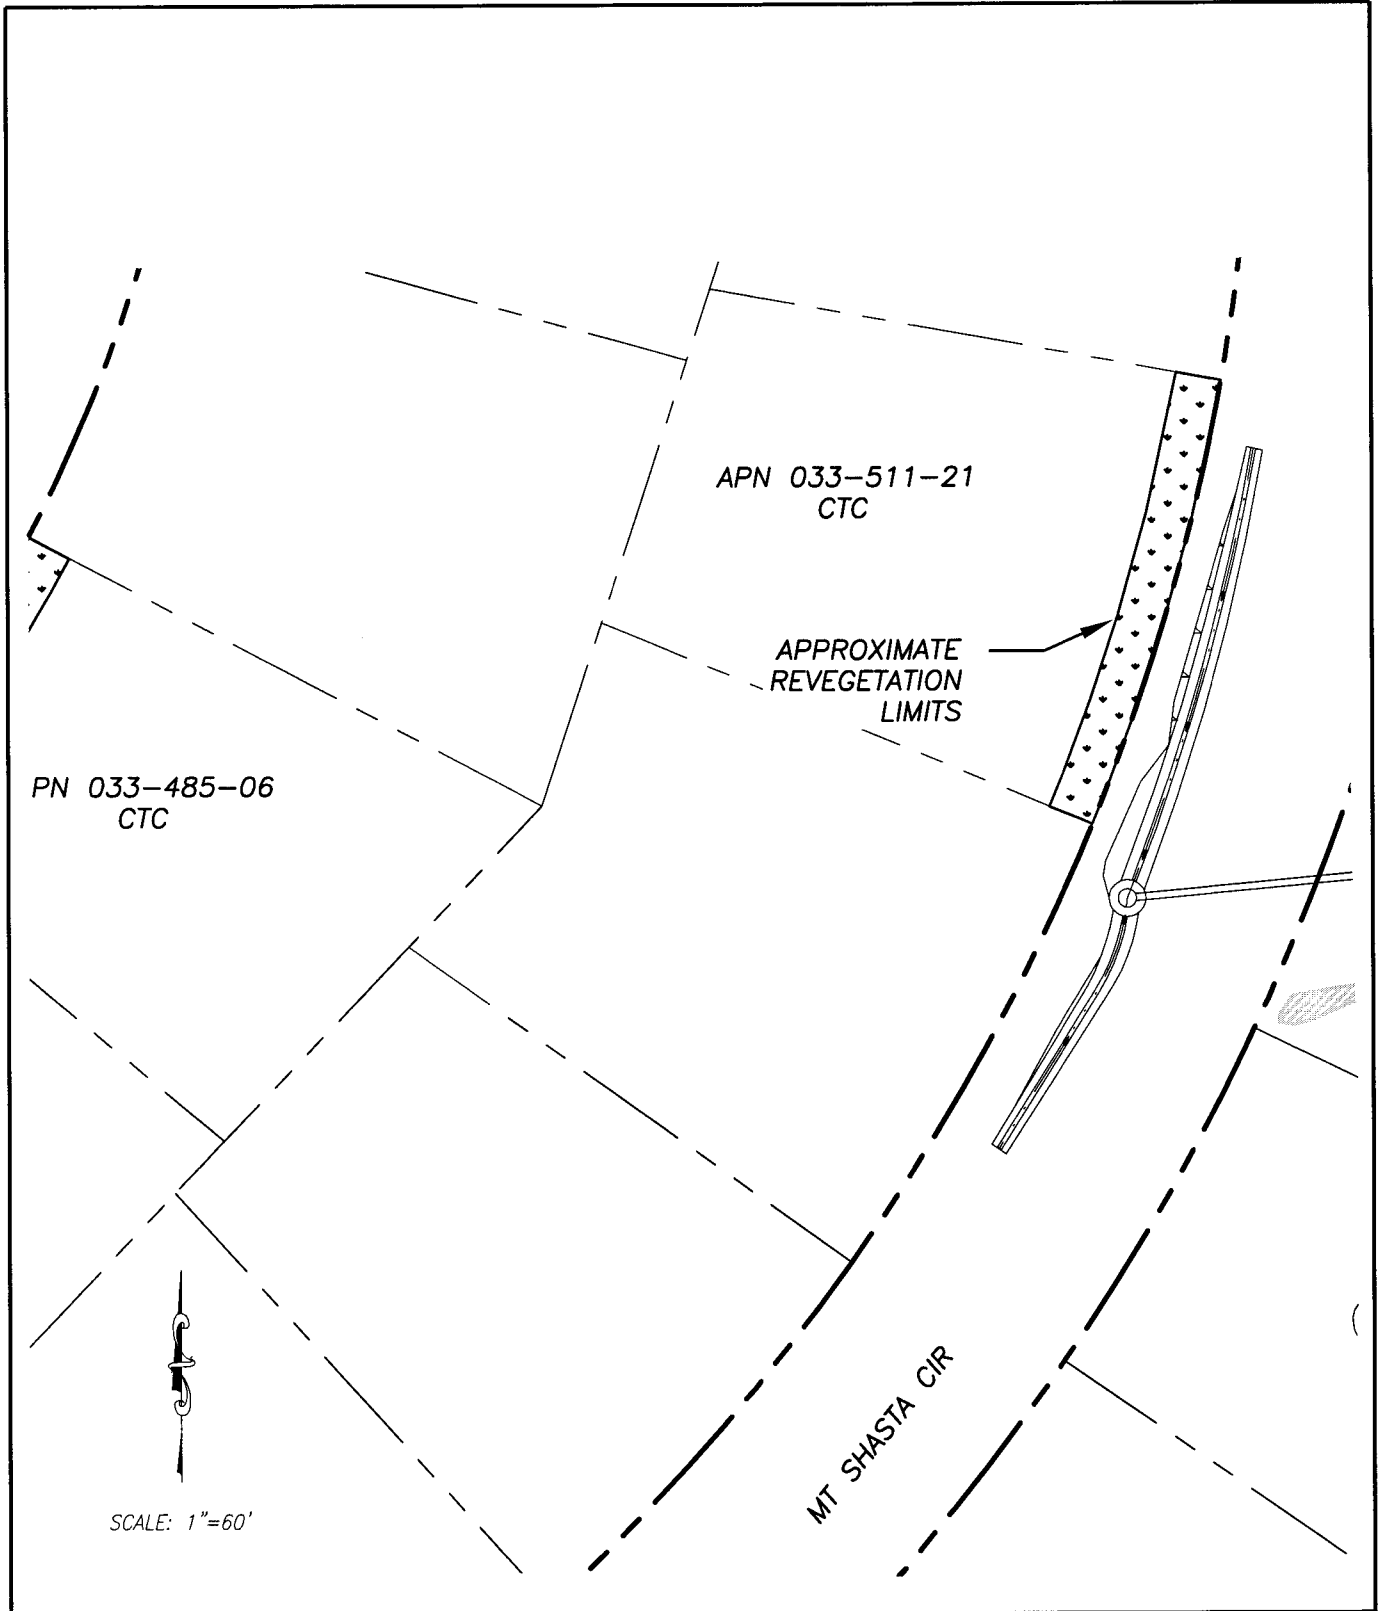 APN 033-511-21
CTC
APPROXIMATE
REVEGETATION
LIMITS
PN 033-485-06
CTC
MT SHASTA CIR
SCALE: 1"=60'